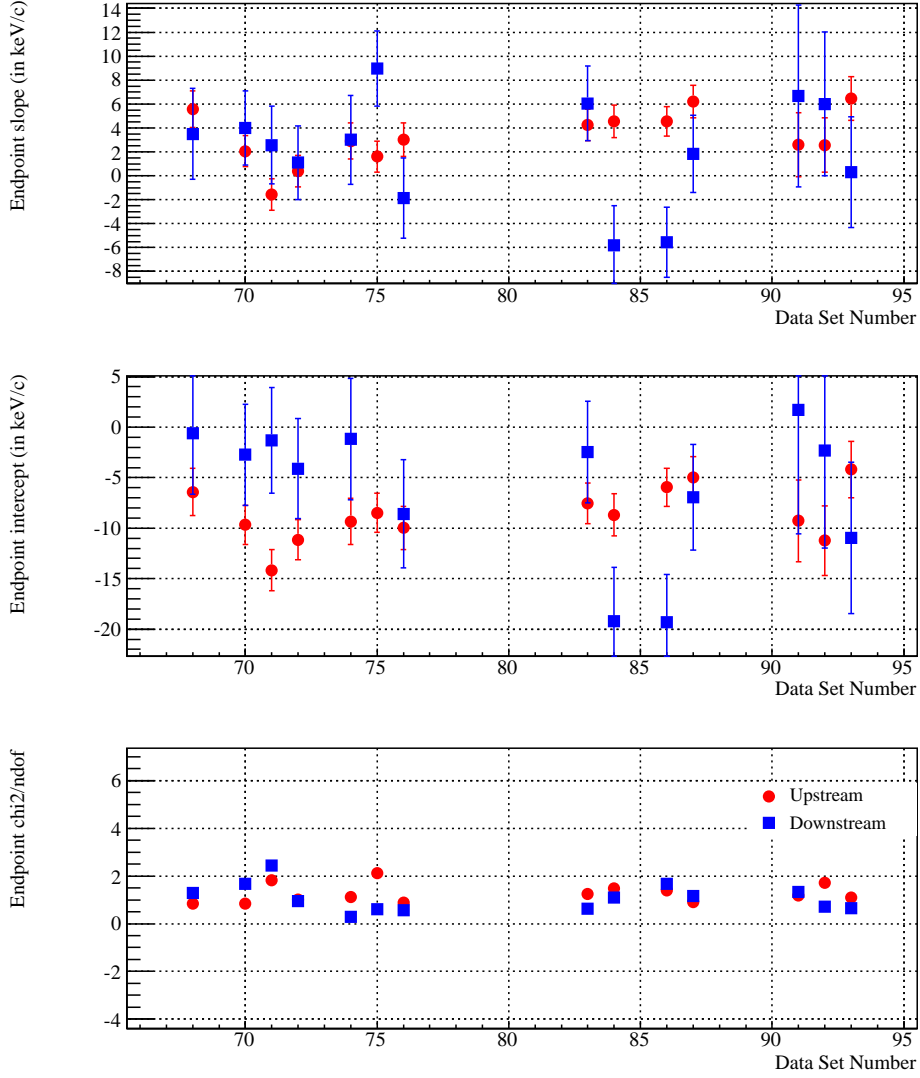 Endpoint slope (in keV/c)
14
12
10
8
6
4
2
0
-2
-4
-6
-8
70 75 80 85 90 95
Data Set Number
Endpoint intercept (in keV/c)
5
0
-5
-10
-15
-20
70 75 80 85 90 95
Data Set Number
Endpoint chi2/ndof
6
4
2
0
-2
-4
Upstream
Downstream
70 75 80 85 90 95
Data Set Number